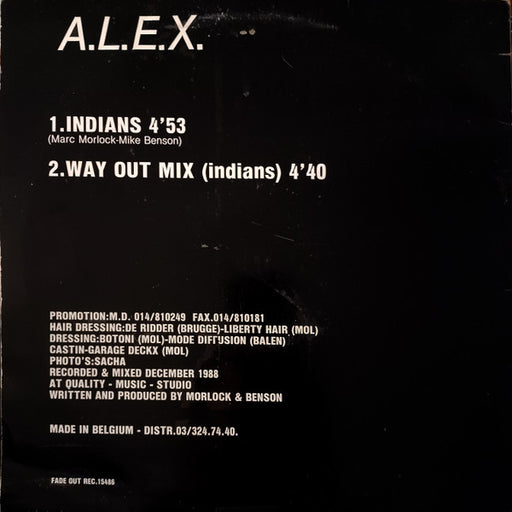 A.L.E.X.
1.INDIANS 4'53
(Marc Morlock-Mike Benson)
2.WAY OUT MIX (indians) 4'40
PROMOTION:M.D. 014/810249 FAX.014/810181
HAIR DRESSING:DE RIDDER (BRUGGE)-LIBERTY HAIR (MOL)
DRESSING:BOTONI (MOL)-MODE DIFFUSION (BALEN)
CASTIN-GARAGE DECKX (MOL)
PHOTO'S:SACHA
RECORDED & MIXED DECEMBER 1988
AT QUALITY - MUSIC - STUDIO
WRITTEN AND PRODUCED BY MORLOCK & BENSON
MADE IN BELGIUM - DISTR.03/324.74.40.
FADE OUT REC.15486